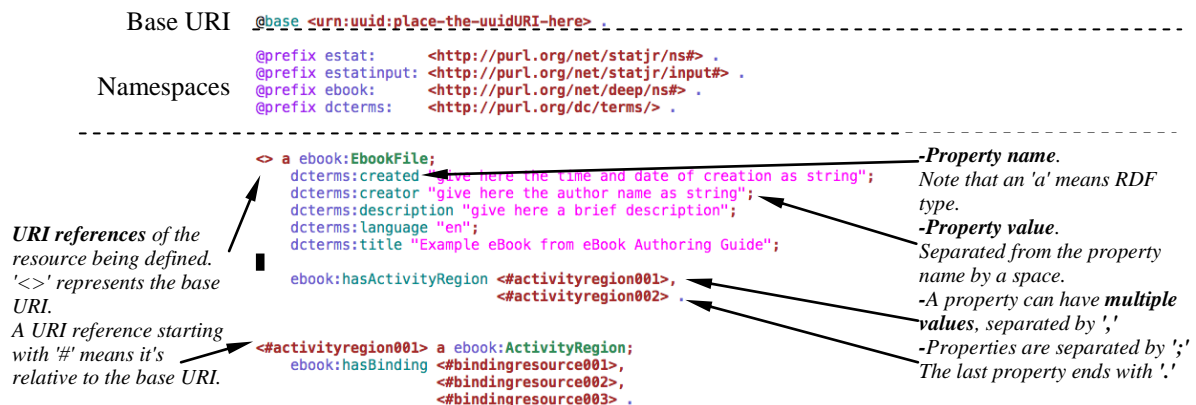 Base URI
@base <urn:uuid:place-the-uuidURI-here> .
Namespaces
@prefix estat: <http://purl.org/net/statjr/ns#> .
@prefix estatinput: <http://purl.org/net/statjr/input#> .
@prefix ebook: <http://purl.org/net/deep/ns#> .
@prefix dcterms: <http://purl.org/dc/terms/> .
<> a ebook:EbookFile;
dcterms:created "give here the time and date of creation as string";
dcterms:creator "give here the author name as string";
dcterms:description "give here a brief description";
dcterms:language "en";
dcterms:title "Example eBook from eBook Authoring Guide";
ebook:hasActivityRegion <#activityregion001>,
<#activityregion002> .
<#activityregion001> a ebook:ActivityRegion;
ebook:hasBinding <#bindingresource001>,
<#bindingresource002>,
<#bindingresource003> .
URI references of the
resource being defined.
'<>' represents the base
URI.
A URI reference starting
with '#' means it's
relative to the base URI.
-Property name.
Note that an 'a' means RDF
type.
-Property value.
Separated from the property
name by a space.
-A property can have multiple
values, separated by ','
-Properties are separated by ';'
The last property ends with '.'